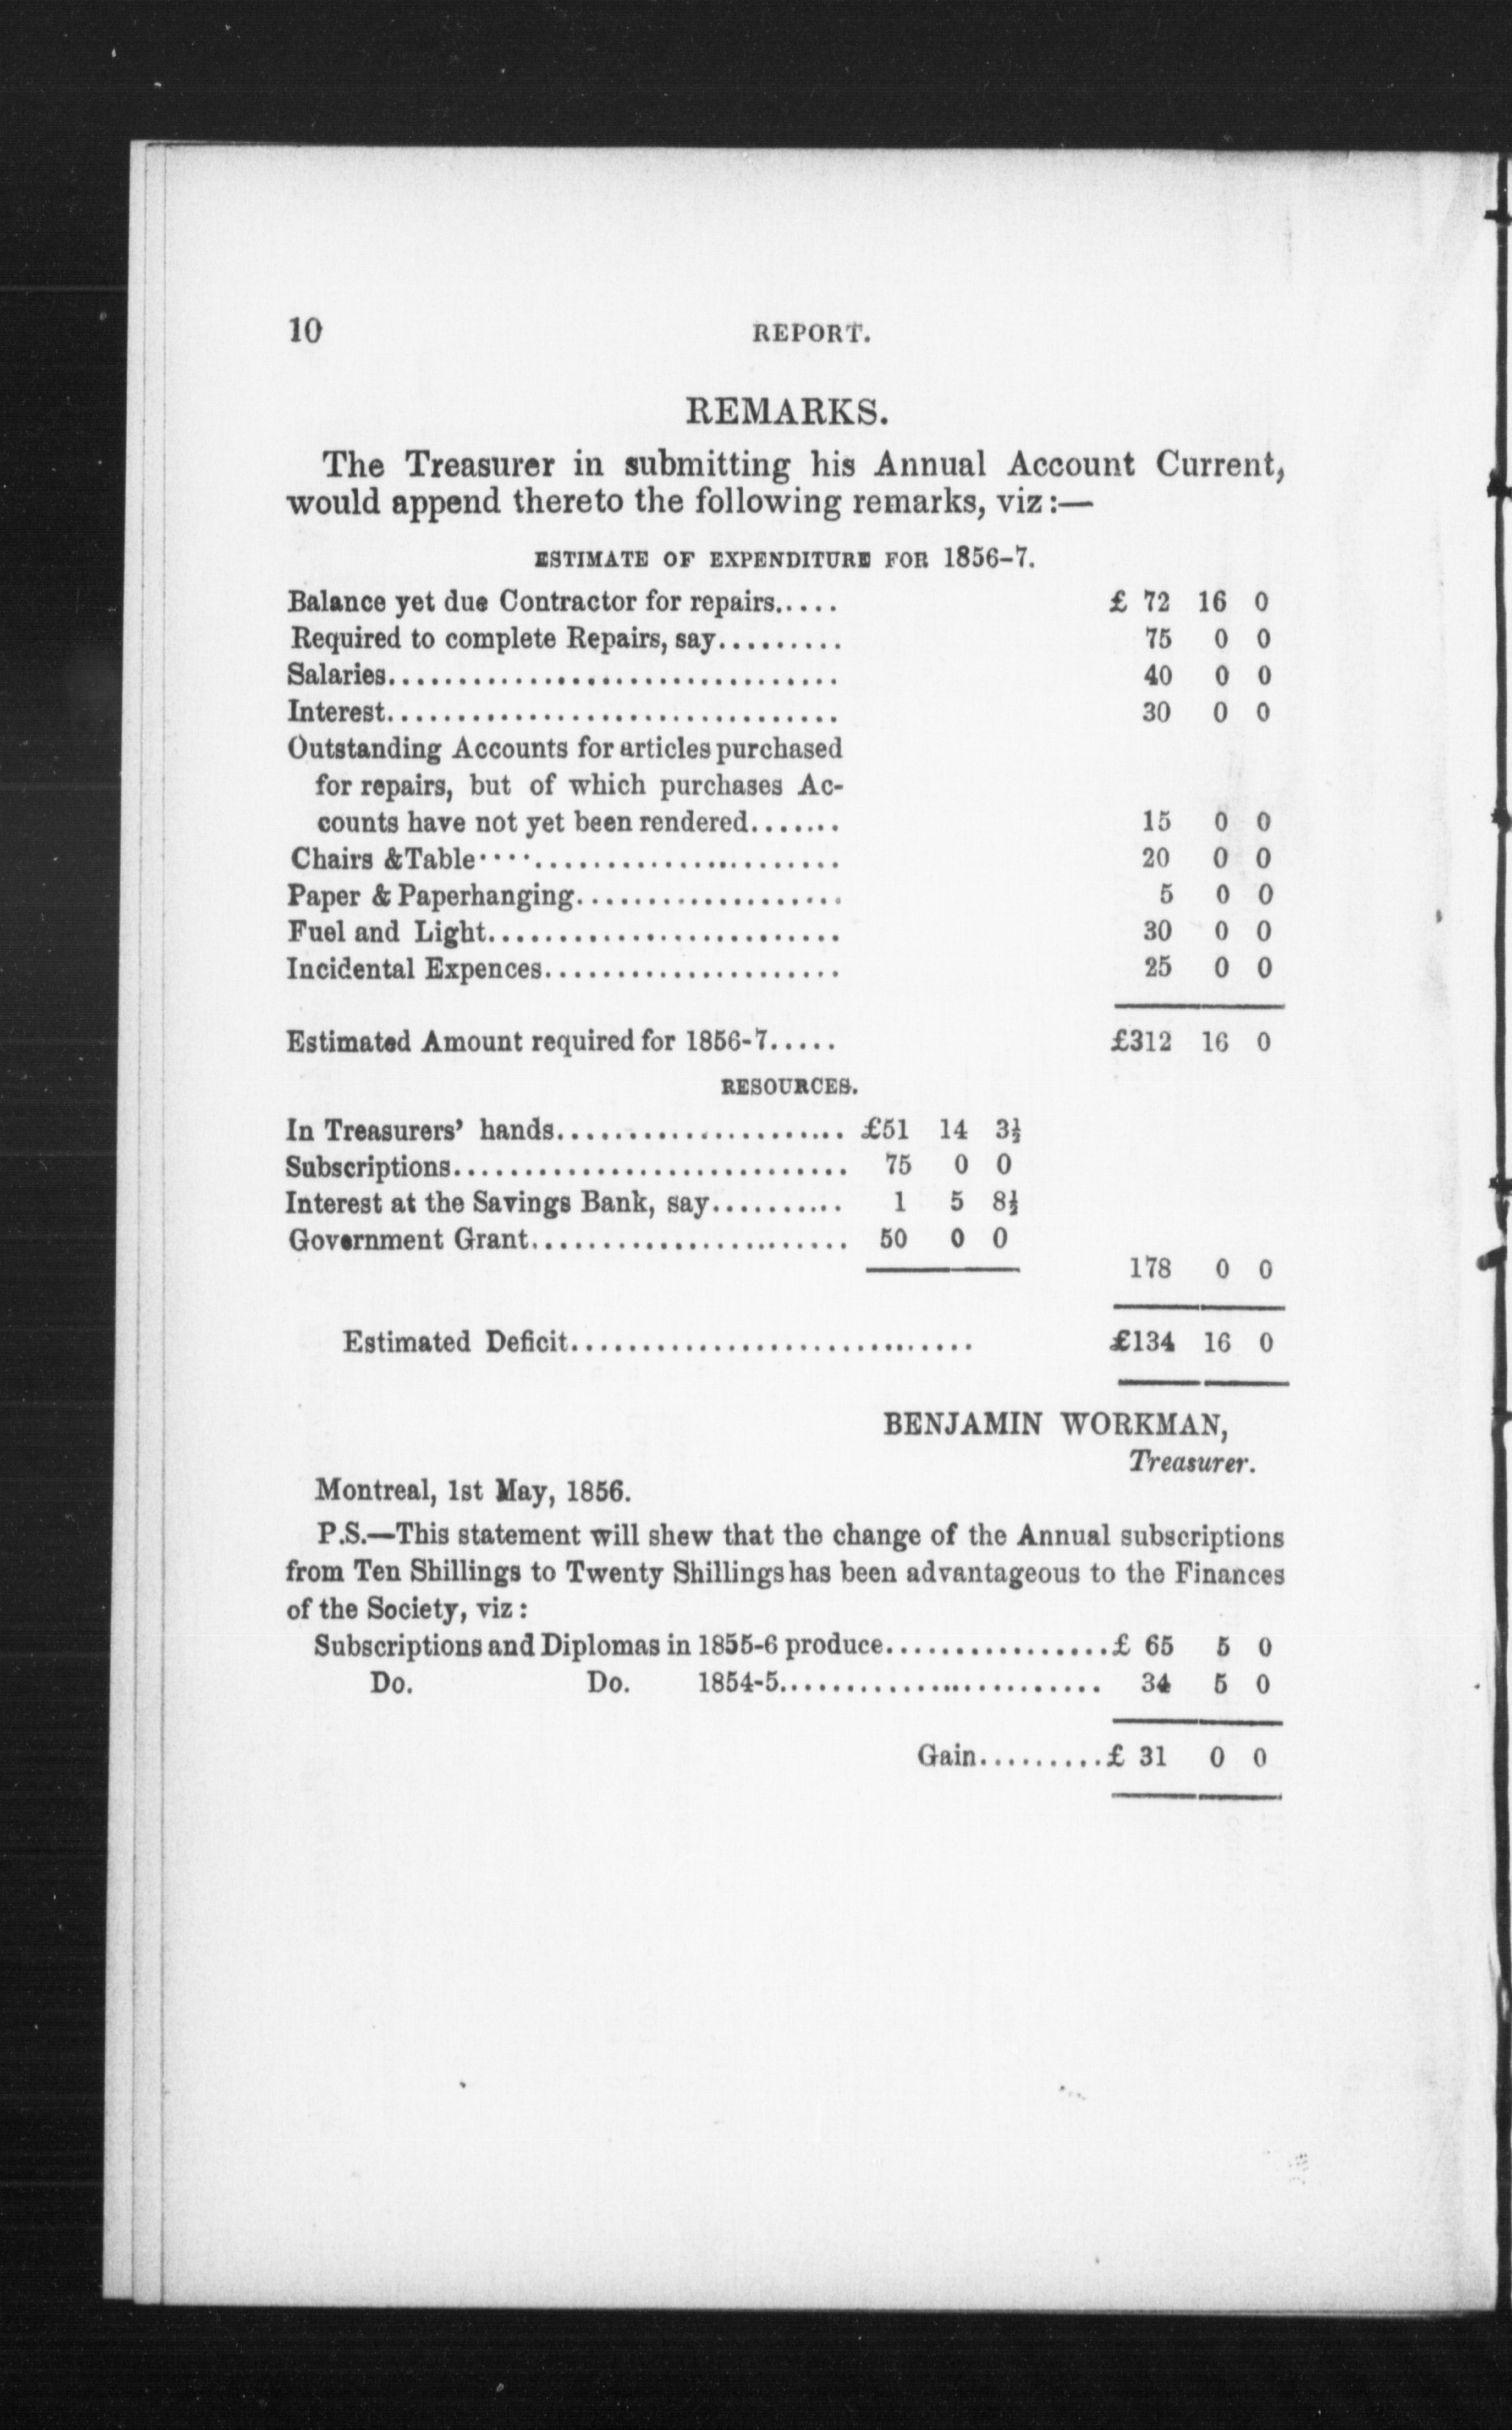 10 REPORT.
REMARKS.
The Treasurer in submitting his Annual Account Current,
would append thereto the following remarks, viz:—
ESTIMATE OF EXPENDITURE FOR 1856-7.
Balance yet due Contractor for repairs..... £ 72 16 0
Required to complete Repairs, say......... 75 0 0
Salaries................................ 40 0 0
Interest................................ 30 0 0
Outstanding Accounts for articles purchased
for repairs, but of which purchases Ac-
counts have not yet been rendered....... 15 0 0
Chairs &Table.......................... 20 0 0
Paper & Paperhanging................... 5 0 0
Fuel and Light......................... 30 0 0
Incidental Expences..................... 25 0 0
Estimated Amount required for 1856-7..... £312 16 0
RESOURCES.
In Treasurers' hands..................... £51 14 3½
Subscriptions............................ 75 0 0
Interest at the Savings Bank, say.......... 1 5 8½
Government Grant....................... 50 0 0
178 0 0
Estimated Deficit............................. £134 16 0
BENJAMIN WORKMAN,
Treasurer.
Montreal, 1st May, 1856.
P.S.—This statement will shew that the change of the Annual subscriptions
from Ten Shillings to Twenty Shillings has been advantageous to the Finances
of the Society, viz:
Subscriptions and Diplomas in 1855-6 produce................£ 65 5 0
Do. Do. 1854-5........................ 34 5 0
Gain.........£ 31 0 0